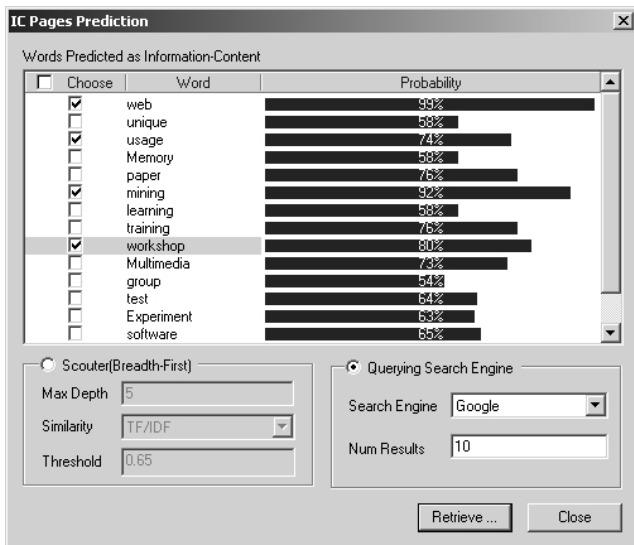 IC Pages Prediction
Words Predicted as Information-Content
Choose Word Probability
web 99%
unique 58%
usage 74%
Memory 58%
paper 76%
mining 92%
learning 58%
training 76%
workshop 80%
Multimedia 73%
group 54%
test 64%
Experiment 63%
software 65%
Scouter(Breadth-First)
Max Depth 5
Similarity TF/IDF
Threshold 0.65
Querying Search Engine
Search Engine Google
Num Results 10
Retrieve ... Close